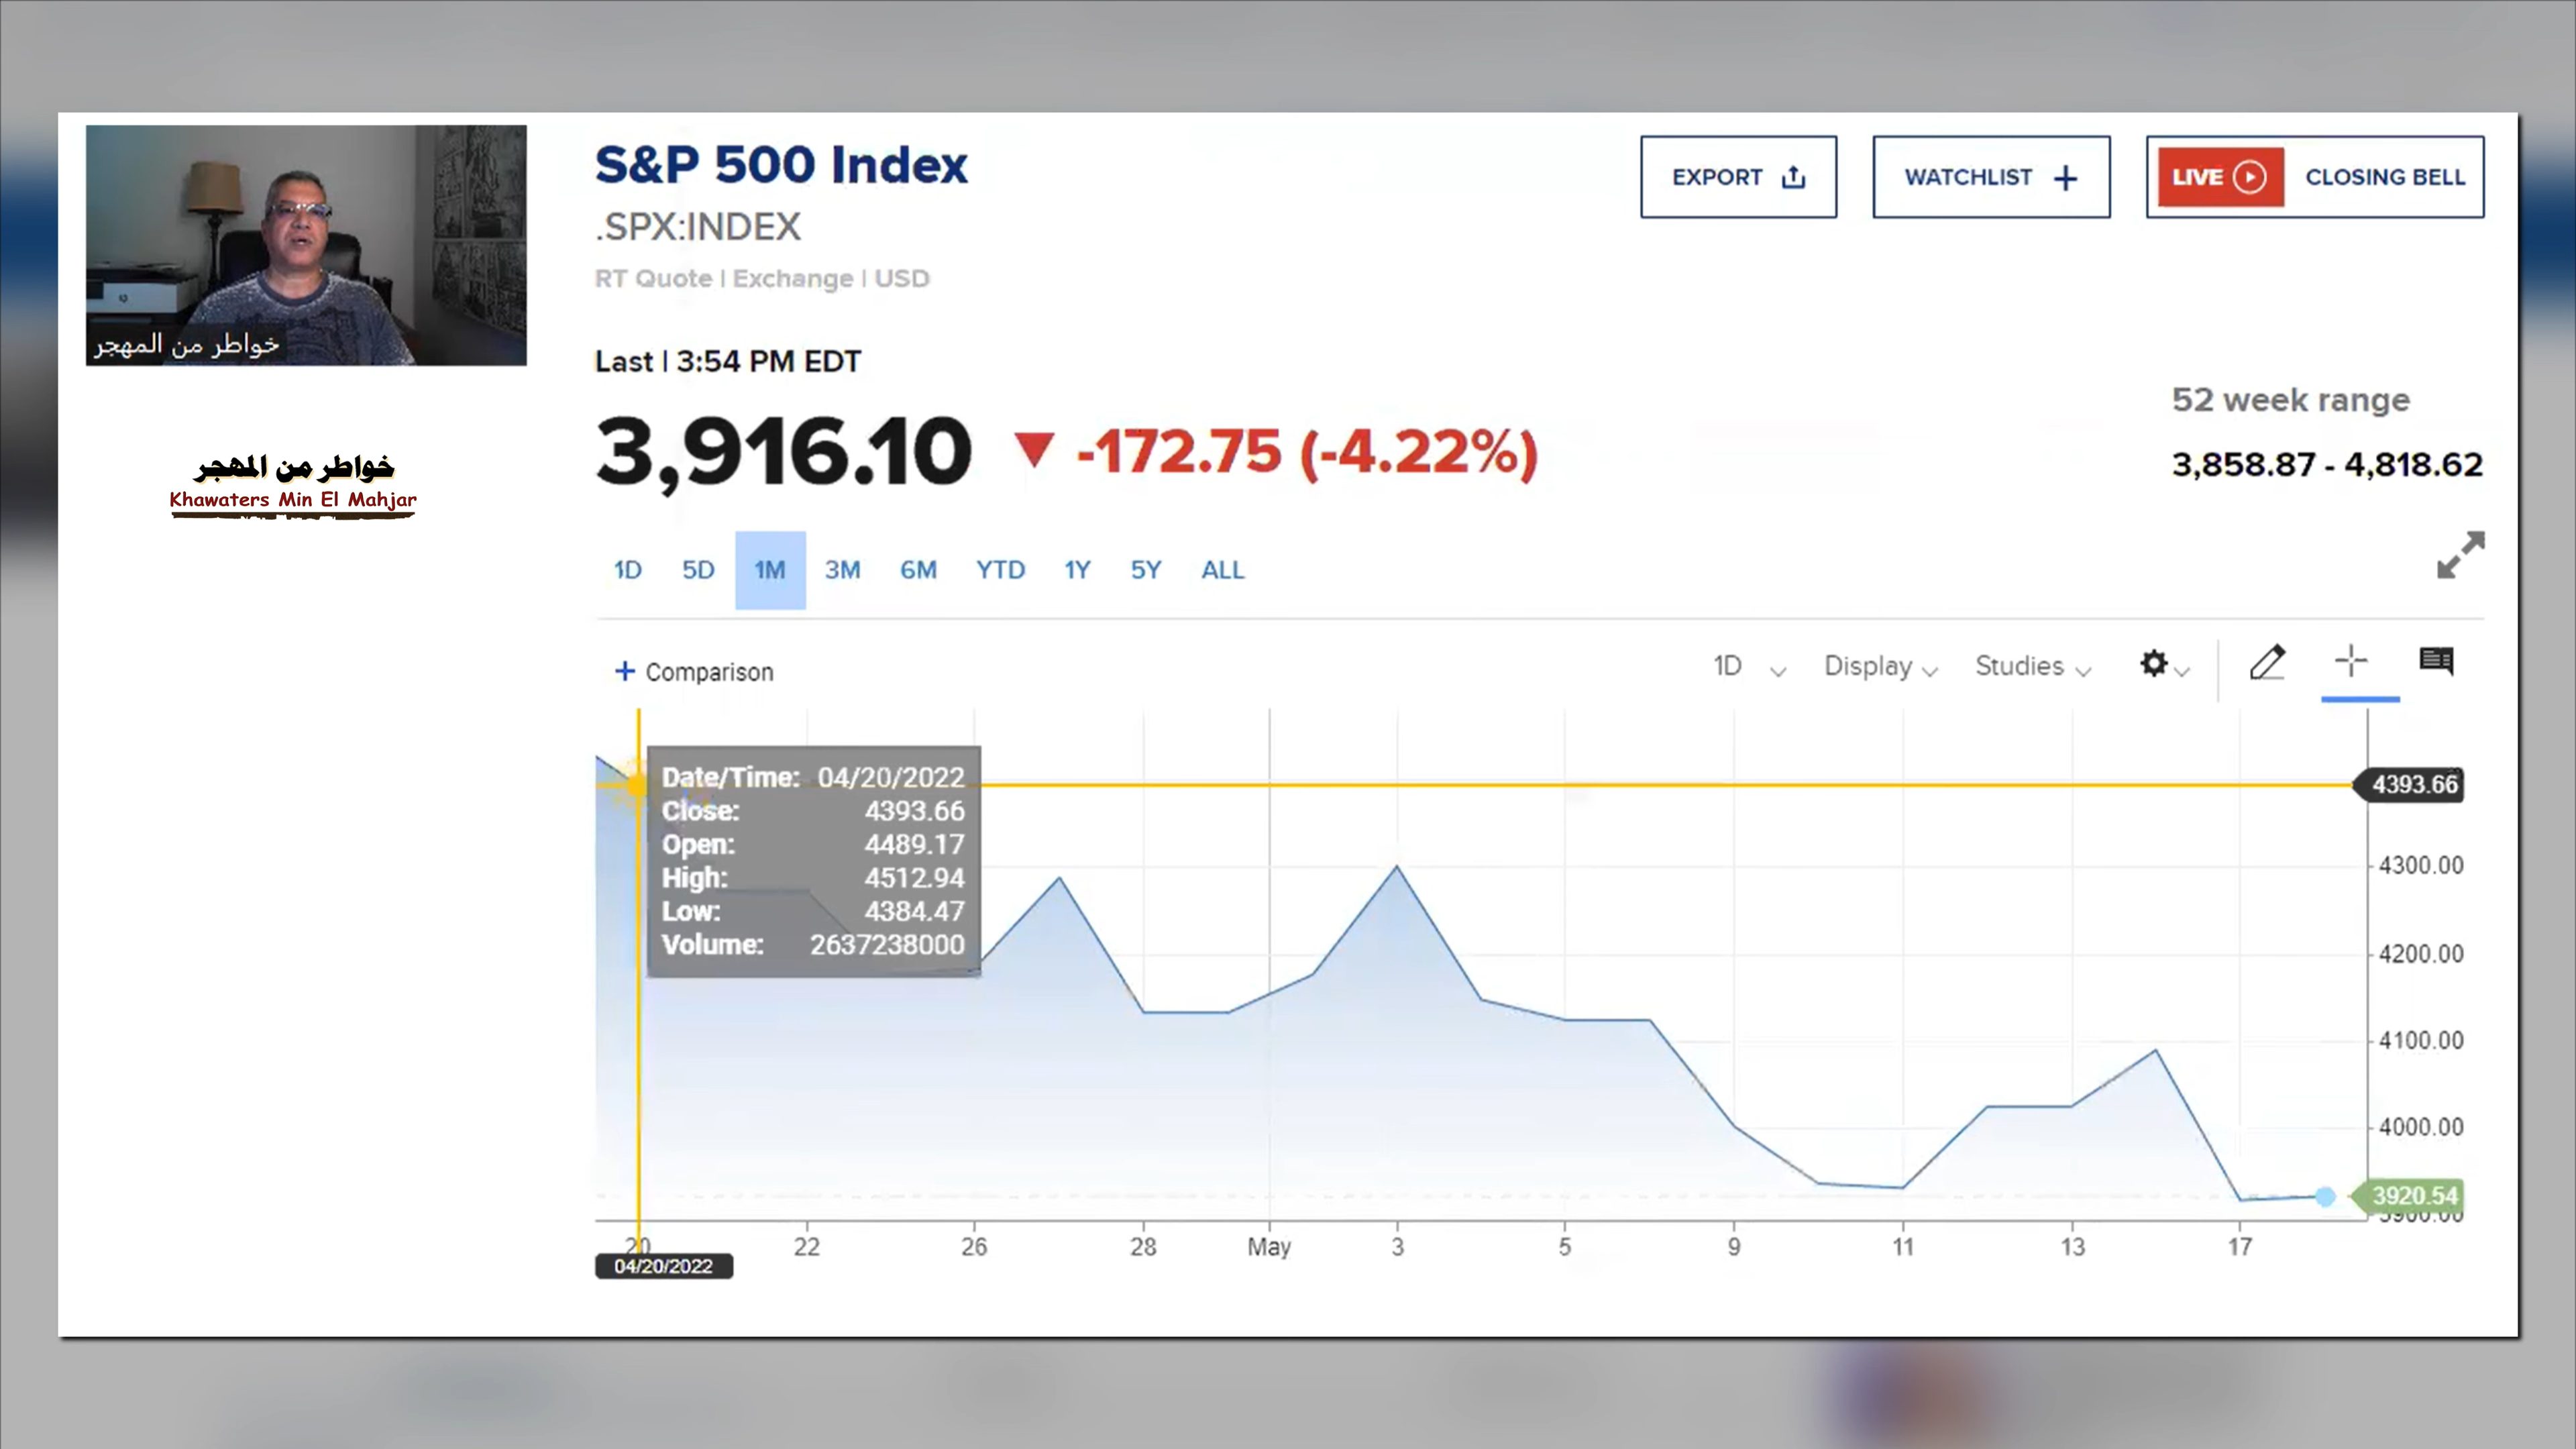 خواطر من المهجر
خواطر من المهجر
Khawaters Min El Mahjar
S&P 500 Index
.SPX:INDEX
RT Quote | Exchange | USD
EXPORT
WATCHLIST +
LIVE CLOSING BELL
Last | 3:54 PM EDT
3,916.10 ▼ -172.75 (-4.22%)
52 week range
3,858.87 - 4,818.62
1D 5D 1M 3M 6M YTD 1Y 5Y ALL
+ Comparison
1D Display Studies
Date/Time: 04/20/2022
Close: 4393.66
Open: 4489.17
High: 4512.94
Low: 4384.47
Volume: 2637238000
4393.66
4300.00
4200.00
4100.00
4000.00
3920.54
3900.00
20 22 26 28 May 3 5 9 11 13 17
04/20/2022